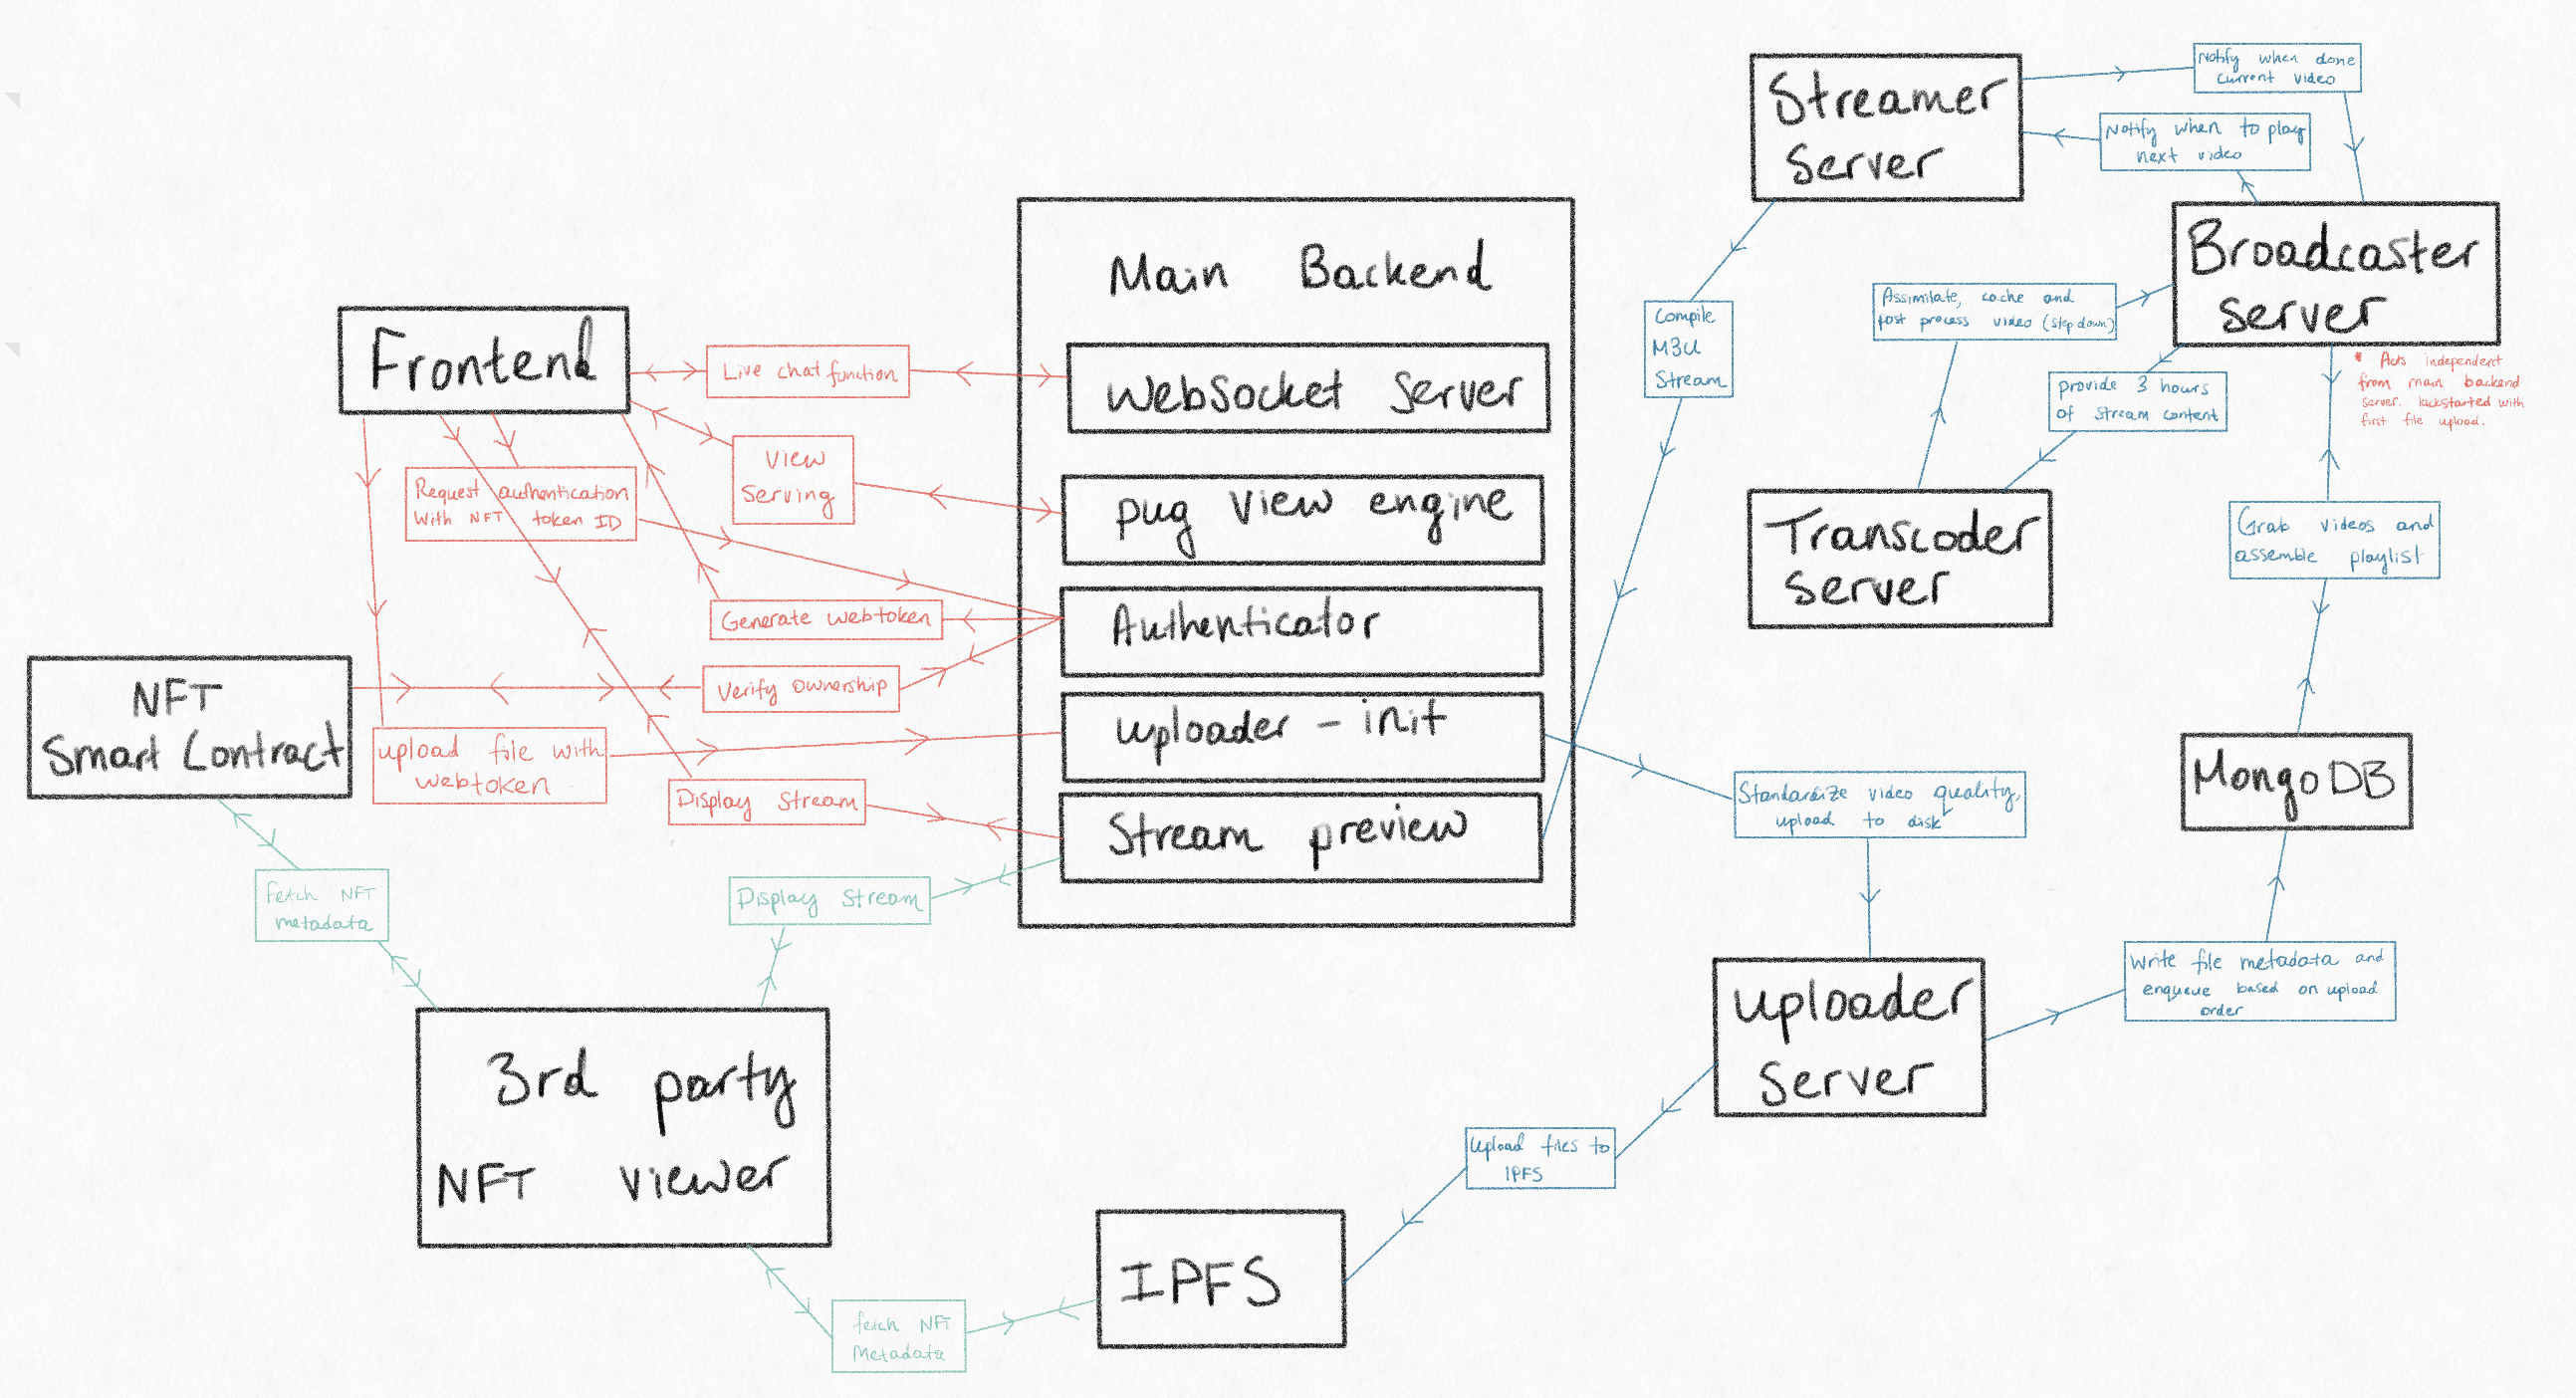 Streamer
Server
Notify when done
current video
Notify when to play
next video
Broadcaster
server
* Acts independent
from main backend
server. kickstarted with
first file upload.
Assimilate, cache and
post process video (step down)
provide 3 hours
of stream content
Compile
M3U
Stream
Main Backend
WebSocket Server
pug view engine
Authenticator
uploader - init
Stream preview
Frontend
Live chat function
View
Serving
Request authentication
With NFT token ID
Generate webtoken
Verify ownership
NFT
Smart Contract
upload file with
webtoken
Display Stream
Display Stream
Fetch NFT
metadata
3rd party
NFT viewer
fetch NFT
Metadata
IPFS
Upload files to
IPFS
Transcoder
server
Grab videos and
assemble playlist
MongoDB
Standardize video quality,
upload to disk
Uploader
Server
Write file metadata and
enqueue based on upload
order